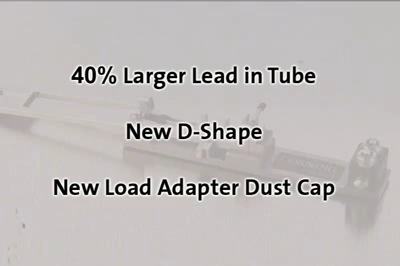 40% Larger Lead in Tube
New D-Shape
New Load Adapter Dust Cap